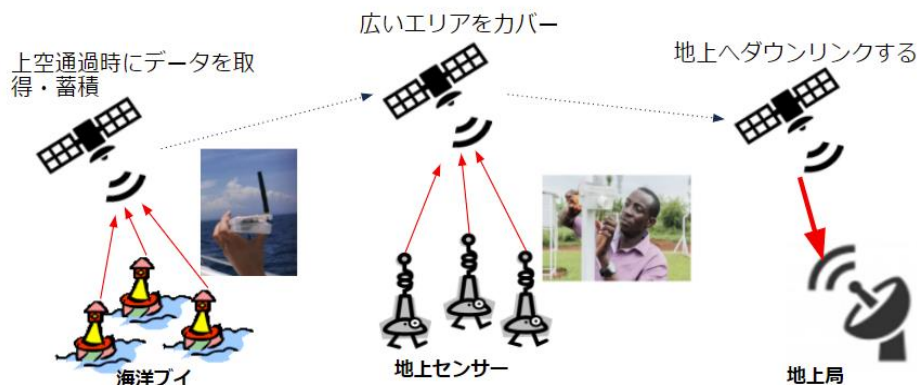 広いエリアをカバー
上空通過時にデータを取
得・蓄積
地上へダウンリンクする
海洋ブイ
地上センサー
地上局